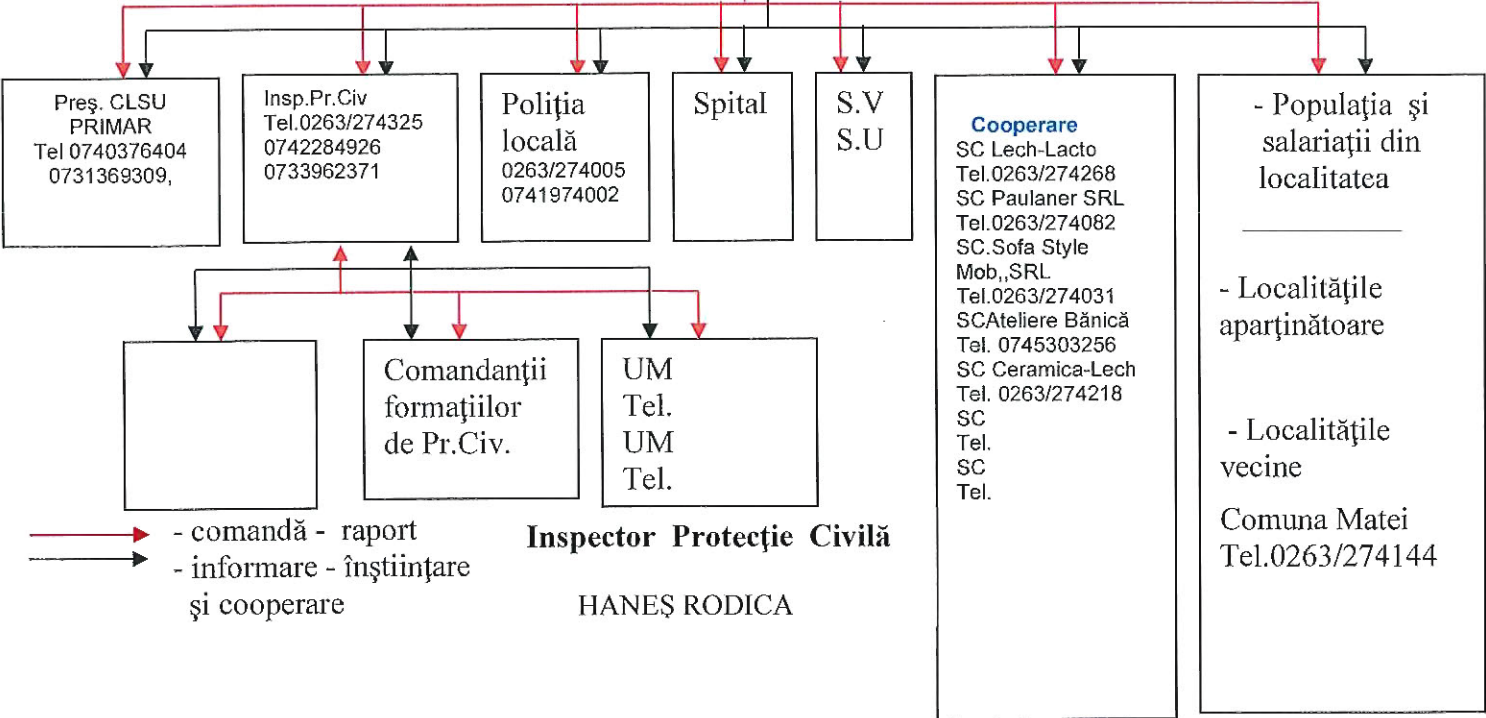 Preş. CLSU
PRIMAR
Tel 0740376404
0731369309,
Insp.Pr.Civ
Tel.0263/274325
0742284926
0733962371
Poliţia
locală
0263/274005
0741974002
Spital
S.V
S.U
Cooperare
SC Lech-Lacto
Tel.0263/274268
SC Paulaner SRL
Tel.0263/274082
SC.Sofa Style
Mob,,SRL
Tel.0263/274031
SCAteliere Bănică
Tel. 0745303256
SC Ceramica-Lech
Tel. 0263/274218
SC
Tel.
SC
Tel.
- Populaţia şi
salariaţii din
localitatea
- Localităţile
aparţinătoare
- Localităţile
vecine
Comuna Matei
Tel.0263/274144
Comandanţii
formaţiilor
de Pr.Civ.
UM
Tel.
UM
Tel.
- comandă - raport
- informare - înştiinţare
şi cooperare
Inspector Protecţie Civilă
HANEŞ RODICA